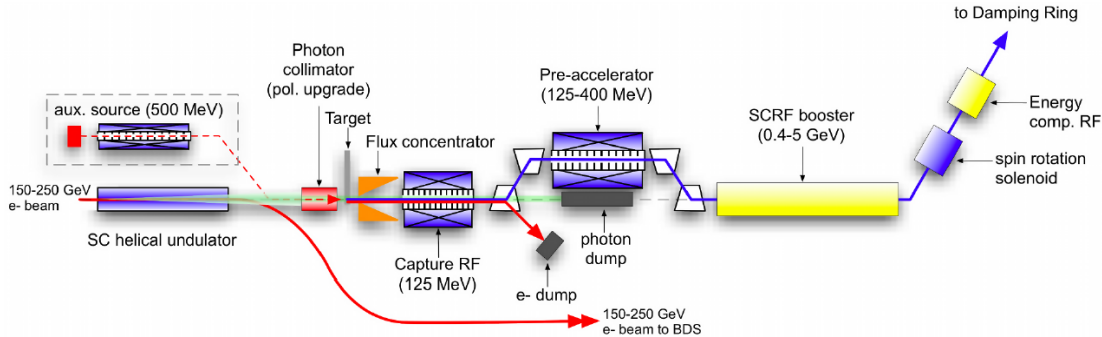 to Damping Ring
Photon
collimator
(pol. upgrade)
Pre-accelerator
(125-400 MeV)
aux. source (500 MeV)
Target
Flux concentrator
SCRF booster
(0.4-5 GeV)
Energy
comp. RF
spin rotation
solenoid
150-250 GeV
e- beam
SC helical undulator
Capture RF
(125 MeV)
photon
dump
e- dump
150-250 GeV
e- beam to BDS